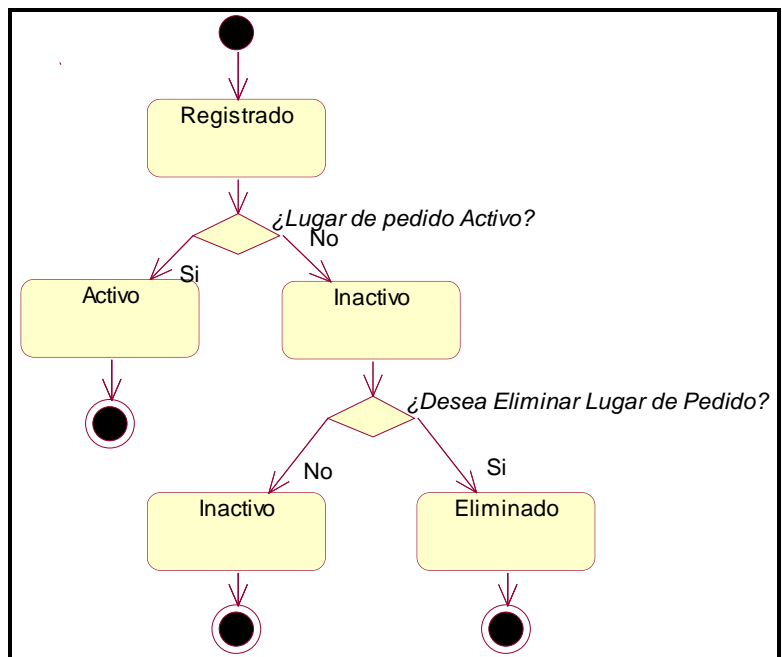 Registrado
¿Lugar de pedido Activo?
No
Si
Activo
Inactivo
¿Desea Eliminar Lugar de Pedido?
No
Si
Inactivo
Eliminado